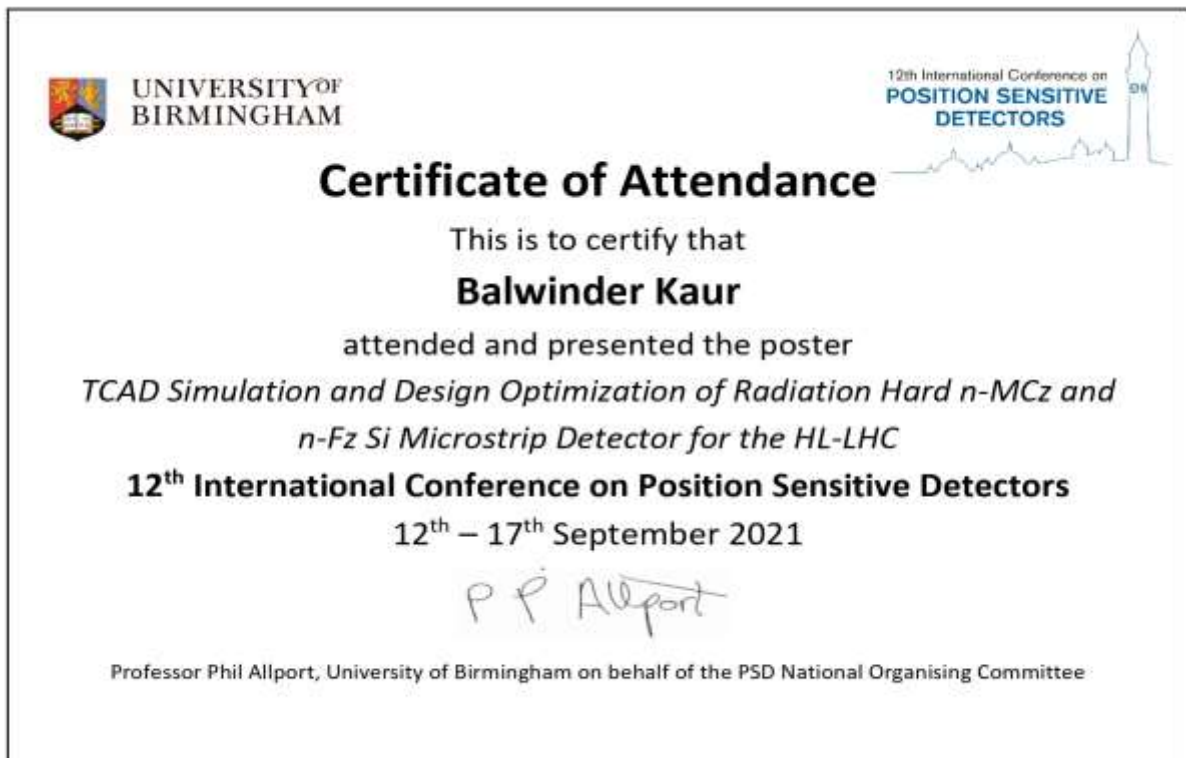 UNIVERSITY OF
BIRMINGHAM
12th International Conference on
POSITION SENSITIVE
DETECTORS
Certificate of Attendance
This is to certify that
Balwinder Kaur
attended and presented the poster
TCAD Simulation and Design Optimization of Radiation Hard n-MCz and
n-Fz Si Microstrip Detector for the HL-LHC
12th International Conference on Position Sensitive Detectors
12th – 17th September 2021
P P Allport
Professor Phil Allport, University of Birmingham on behalf of the PSD National Organising Committee